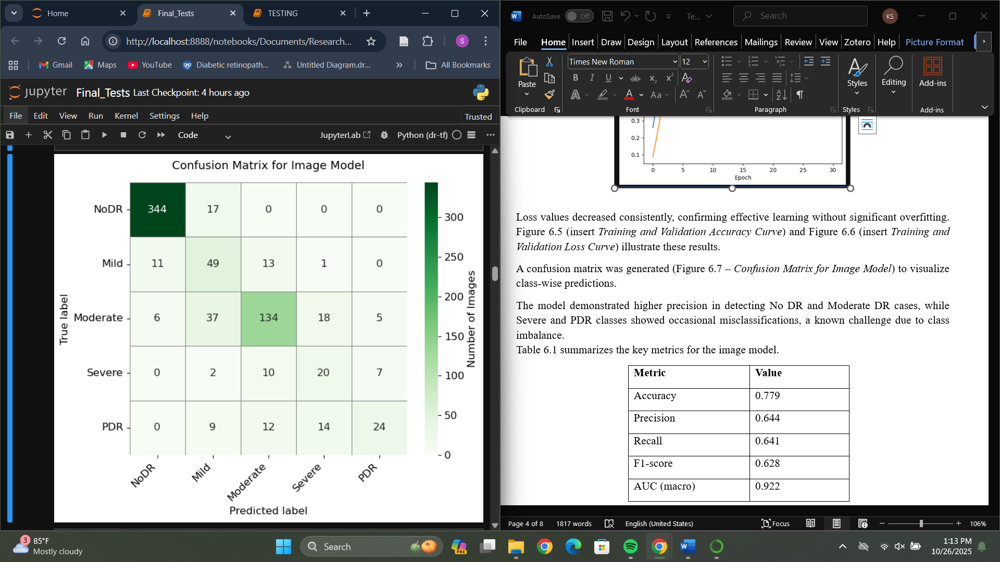 Home
Final_Tests
TESTING
http://localhost:8888/notebooks/Documents/Research...
S
Gmail
Maps
YouTube
Diabetic retinopath...
Untitled Diagram.dr...
»
All Bookmarks
jupyter
Final_Tests Last Checkpoint: 4 hours ago
File Edit View Run Kernel Settings Help
Trusted
Code
JupyterLab
Python (dr-tf)
Confusion Matrix for Image Model
NoDR 344 17 0 0 0
Mild 11 49 13 1 0
Moderate 6 37 134 18 5
Severe 0 2 10 20 7
PDR 0 9 12 14 24
True label
NoDR Mild Moderate Severe PDR
Predicted label
300
250
200
150
100
50
0
Number of Images
AutoSave Off
Te...
Search
KS
File Home Insert Draw Design Layout References Mailings Review View Zotero Help Picture Format
Paste
Clipboard
Times New Roman 12
B I U ab x₂ x²
A A Aa A A
Font
Paragraph
Styles
Styles
Editing
Add-ins
Add-ins
0.3
0.2
0.1
0 5 10 15 20 25 30
Epoch
Loss values decreased consistently, confirming effective learning without significant overfitting.
Figure 6.5 (insert Training and Validation Accuracy Curve) and Figure 6.6 (insert Training and
Validation Loss Curve) illustrate these results.
A confusion matrix was generated (Figure 6.7 – Confusion Matrix for Image Model) to visualize
class-wise predictions.
The model demonstrated higher precision in detecting No DR and Moderate DR cases, while
Severe and PDR classes showed occasional misclassifications, a known challenge due to class
imbalance.
Table 6.1 summarizes the key metrics for the image model.
Metric Value
Accuracy 0.779
Precision 0.644
Recall 0.641
F1-score 0.628
AUC (macro) 0.922
Page 4 of 8 1817 words English (United States) Focus 106%
3
85°F
Mostly cloudy
Search
PRE
1:13 PM
10/26/2025